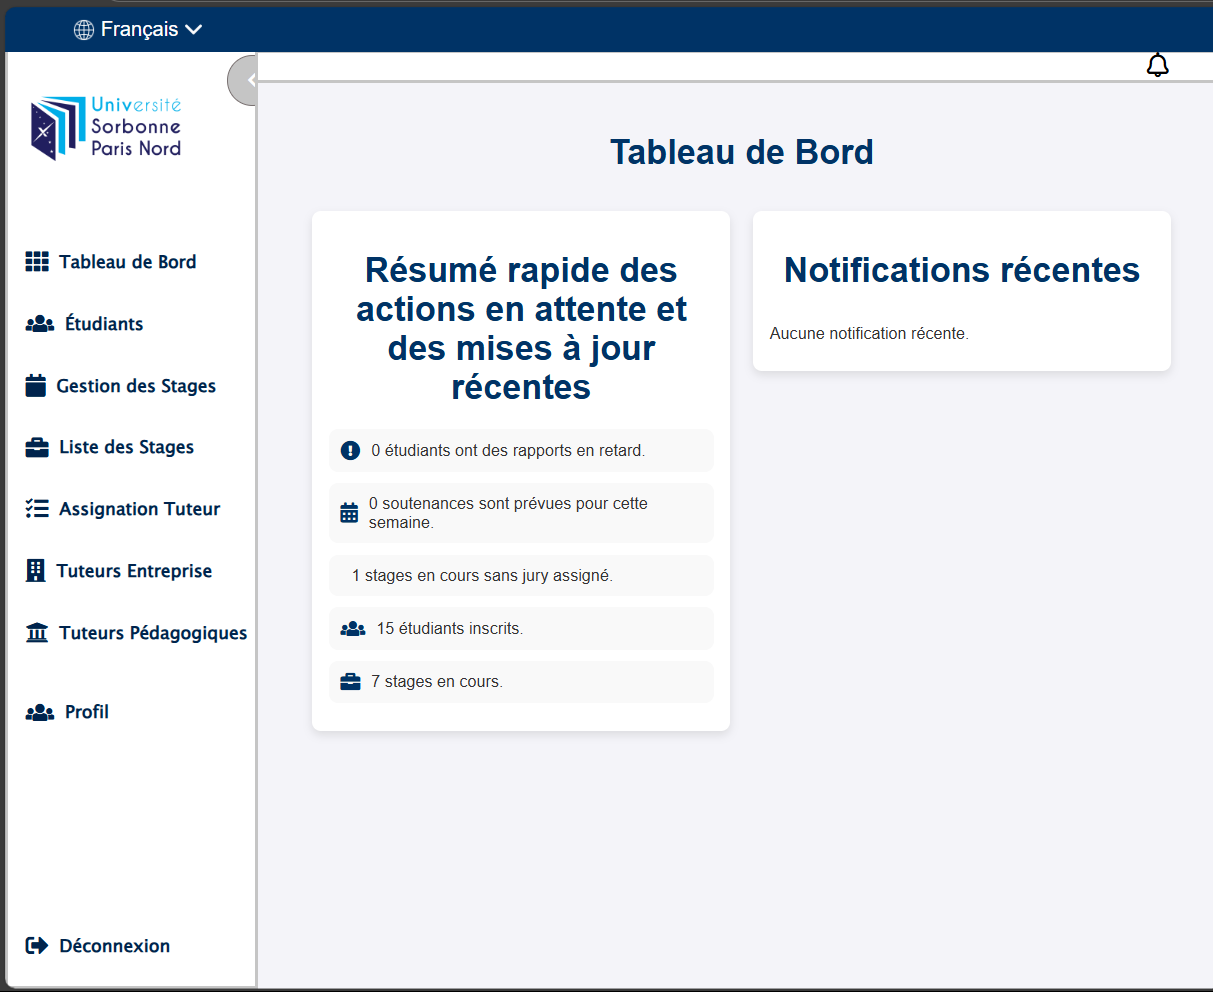 Français
Université
Sorbonne
Paris Nord
Tableau de Bord
Étudiants
Gestion des Stages
Liste des Stages
Assignation Tuteur
Tuteurs Entreprise
Tuteurs Pédagogiques
Profil
Déconnexion
Tableau de Bord
Résumé rapide des
actions en attente et
des mises à jour
récentes
0 étudiants ont des rapports en retard.
0 soutenances sont prévues pour cette
semaine.
1 stages en cours sans jury assigné.
15 étudiants inscrits.
7 stages en cours.
Notifications récentes
Aucune notification récente.